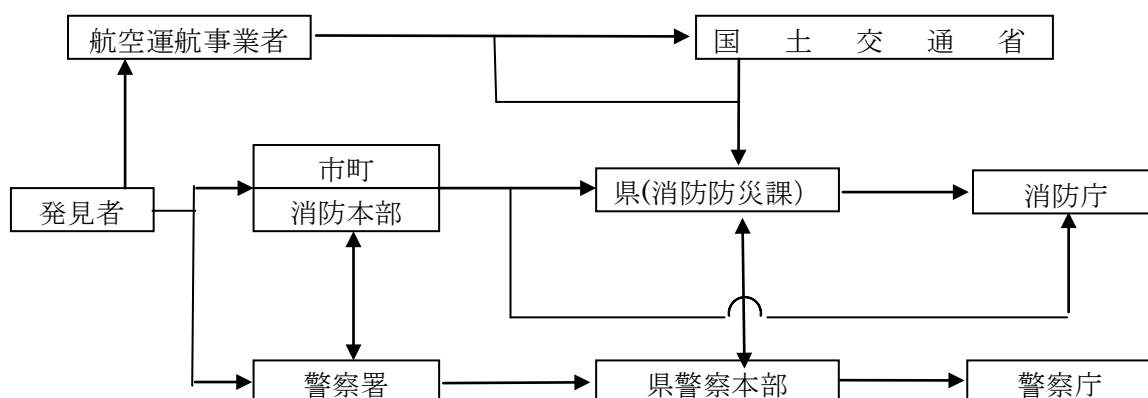 航空運航事業者
国土交通省
市町
消防本部
発見者
県(消防防災課)
消防庁
警察署
県警察本部
警察庁